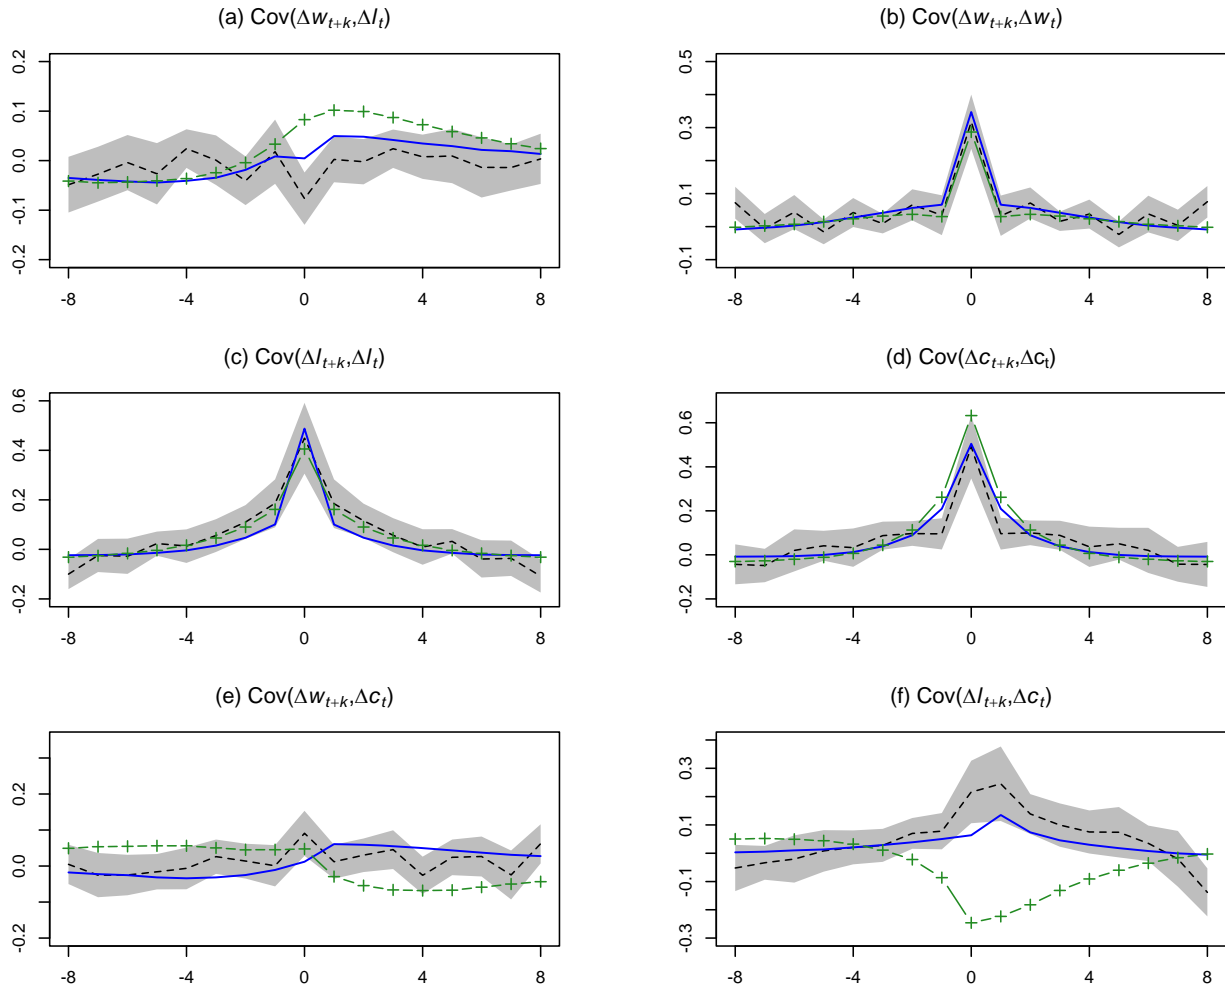 (a) Cov(Δw_{t+k},Δl_t)
(b) Cov(Δw_{t+k},Δw_t)
0.2
0.1
0.0
-0.1
-0.2
-8 -4 0 4 8
0.5
0.3
0.1
-0.1
-8 -4 0 4 8
(c) Cov(Δl_{t+k},Δl_t)
(d) Cov(Δc_{t+k},Δc_t)
0.6
0.4
0.2
0.0
-0.2
-8 -4 0 4 8
0.6
0.4
0.2
0.0
-0.2
-8 -4 0 4 8
(e) Cov(Δw_{t+k},Δc_t)
(f) Cov(Δl_{t+k},Δc_t)
0.2
0.0
-0.2
-8 -4 0 4 8
0.3
0.1
-0.1
-0.3
-8 -4 0 4 8